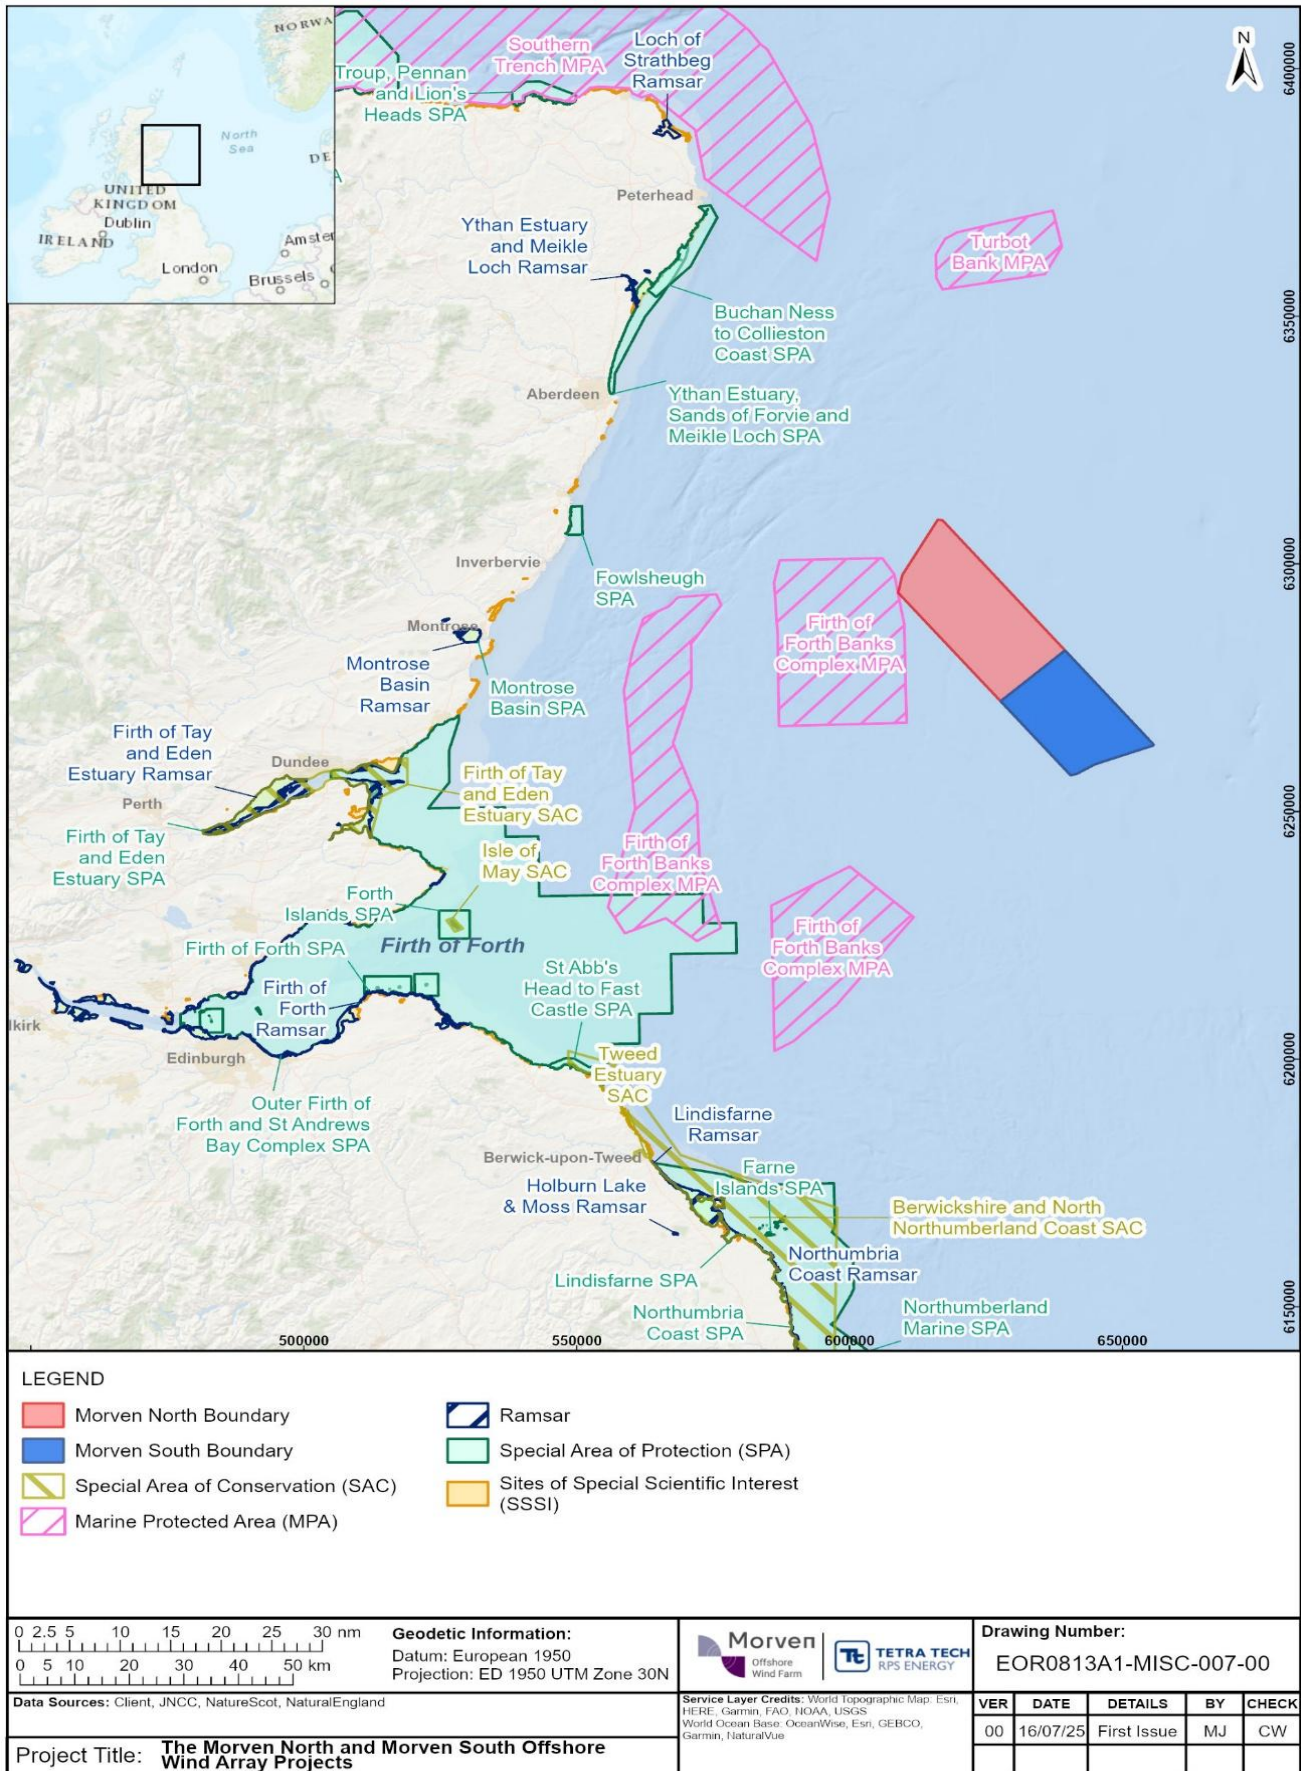 NORWA
North
Sea
DE
UNITED
KINGDOM
Dublin
IRELAND
Amster
London
Brussels
N
Southern
Trench MPA
Loch of
Strathbeg
Ramsar
Troup, Pennan
and Lion's
Heads SPA
6400000
Peterhead
Ythan Estuary
and Meikle
Loch Ramsar
Turbot
Bank MPA
Buchan Ness
to Collieston
Coast SPA
6350000
Aberdeen
Ythan Estuary,
Sands of Forvie and
Meikle Loch SPA
Inverbervie
Fowlsheugh
SPA
6300000
Montrose
Montrose
Basin
Ramsar
Montrose
Basin SPA
Firth of
Forth Banks
Complex MPA
Firth of Tay
and Eden
Estuary Ramsar
Dundee
Perth
Firth of Tay
and Eden
Estuary SAC
6250000
Firth of Tay
and Eden
Estuary SPA
Isle of
May SAC
Firth of
Forth Banks
Complex MPA
Forth
Islands SPA
Firth of Forth
Firth of Forth SPA
Firth of
Forth Banks
Complex MPA
Firth of
Forth
Ramsar
St Abb's
Head to Fast
Castle SPA
lkirk
Edinburgh
6200000
Tweed
Estuary
SAC
Outer Firth of
Forth and St Andrews
Bay Complex SPA
Lindisfarne
Ramsar
Berwick-upon-Tweed
Holburn Lake
& Moss Ramsar
Farne
Islands SPA
Berwickshire and North
Northumberland Coast SAC
Northumbria
Coast Ramsar
Lindisfarne SPA
Northumbria
Coast SPA
Northumberland
Marine SPA
6150000
500000
550000
600000
650000
LEGEND
Morven North Boundary
Morven South Boundary
Special Area of Conservation (SAC)
Marine Protected Area (MPA)
Ramsar
Special Area of Protection (SPA)
Sites of Special Scientific Interest
(SSSI)
0 2.5 5 10 15 20 25 30 nm
0 5 10 20 30 40 50 km
Geodetic Information:
Datum: European 1950
Projection: ED 1950 UTM Zone 30N
Data Sources: Client, JNCC, NatureScot, NaturalEngland
Project Title: The Morven North and Morven South Offshore
Wind Array Projects
Morven
Offshore
Wind Farm
TETRA TECH
RPS ENERGY
Service Layer Credits: World Topographic Map: Esri,
HERE, Garmin, FAO, NOAA, USGS
World Ocean Base: OceanWise, Esri, GEBCO,
Garmin, NaturalVue
Drawing Number:
EOR0813A1-MISC-007-00
VER DATE DETAILS BY CHECK
00 16/07/25 First Issue MJ CW